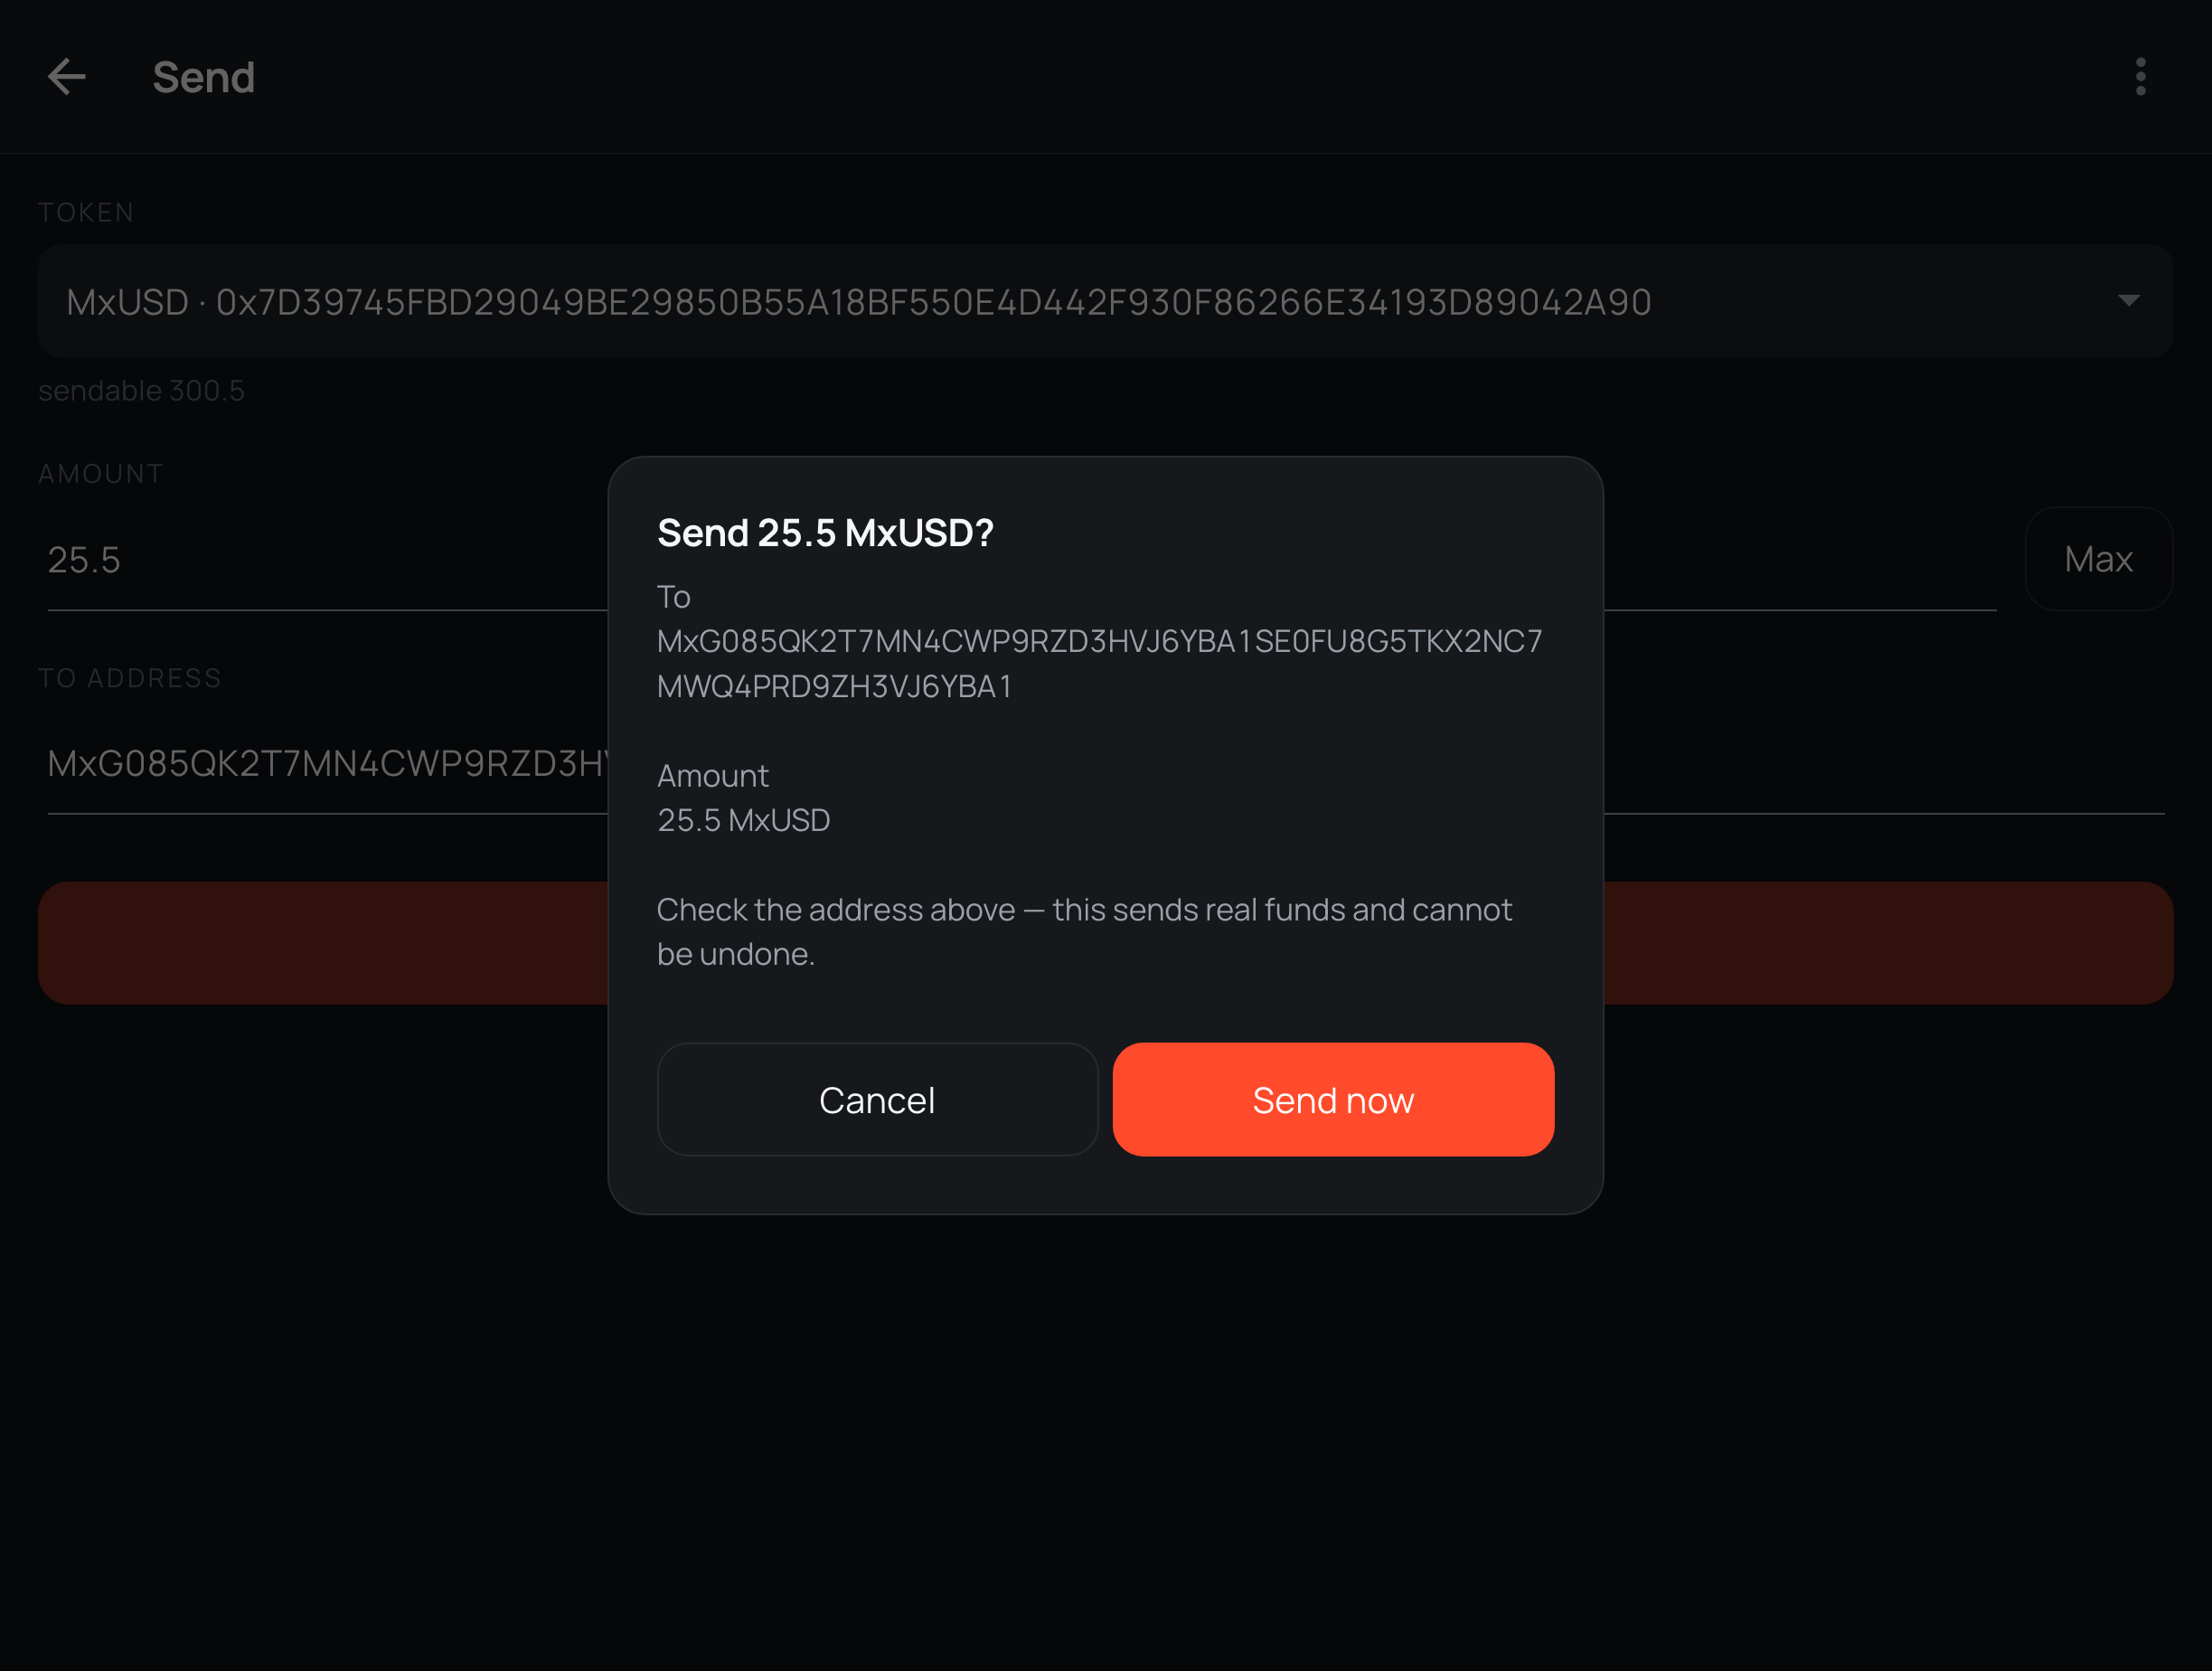 Send
TOKEN
MxUSD · 0x7D39745FBD29049BE29850B55A18BF550E4D442F930F86266E34193D89042A90
sendable 300.5
AMOUNT
25.5
Max
TO ADDRESS
MxG085QK2T7MN4CWP9RZD3HV
Send 25.5 MxUSD?
To
MxG085QK2T7MN4CWP9RZD3HVJ6YBA1SE0FU8G5TKX2NC7
MWQ4PRD9ZH3VJ6YBA1
Amount
25.5 MxUSD
Check the address above — this sends real funds and cannot
be undone.
Cancel
Send now